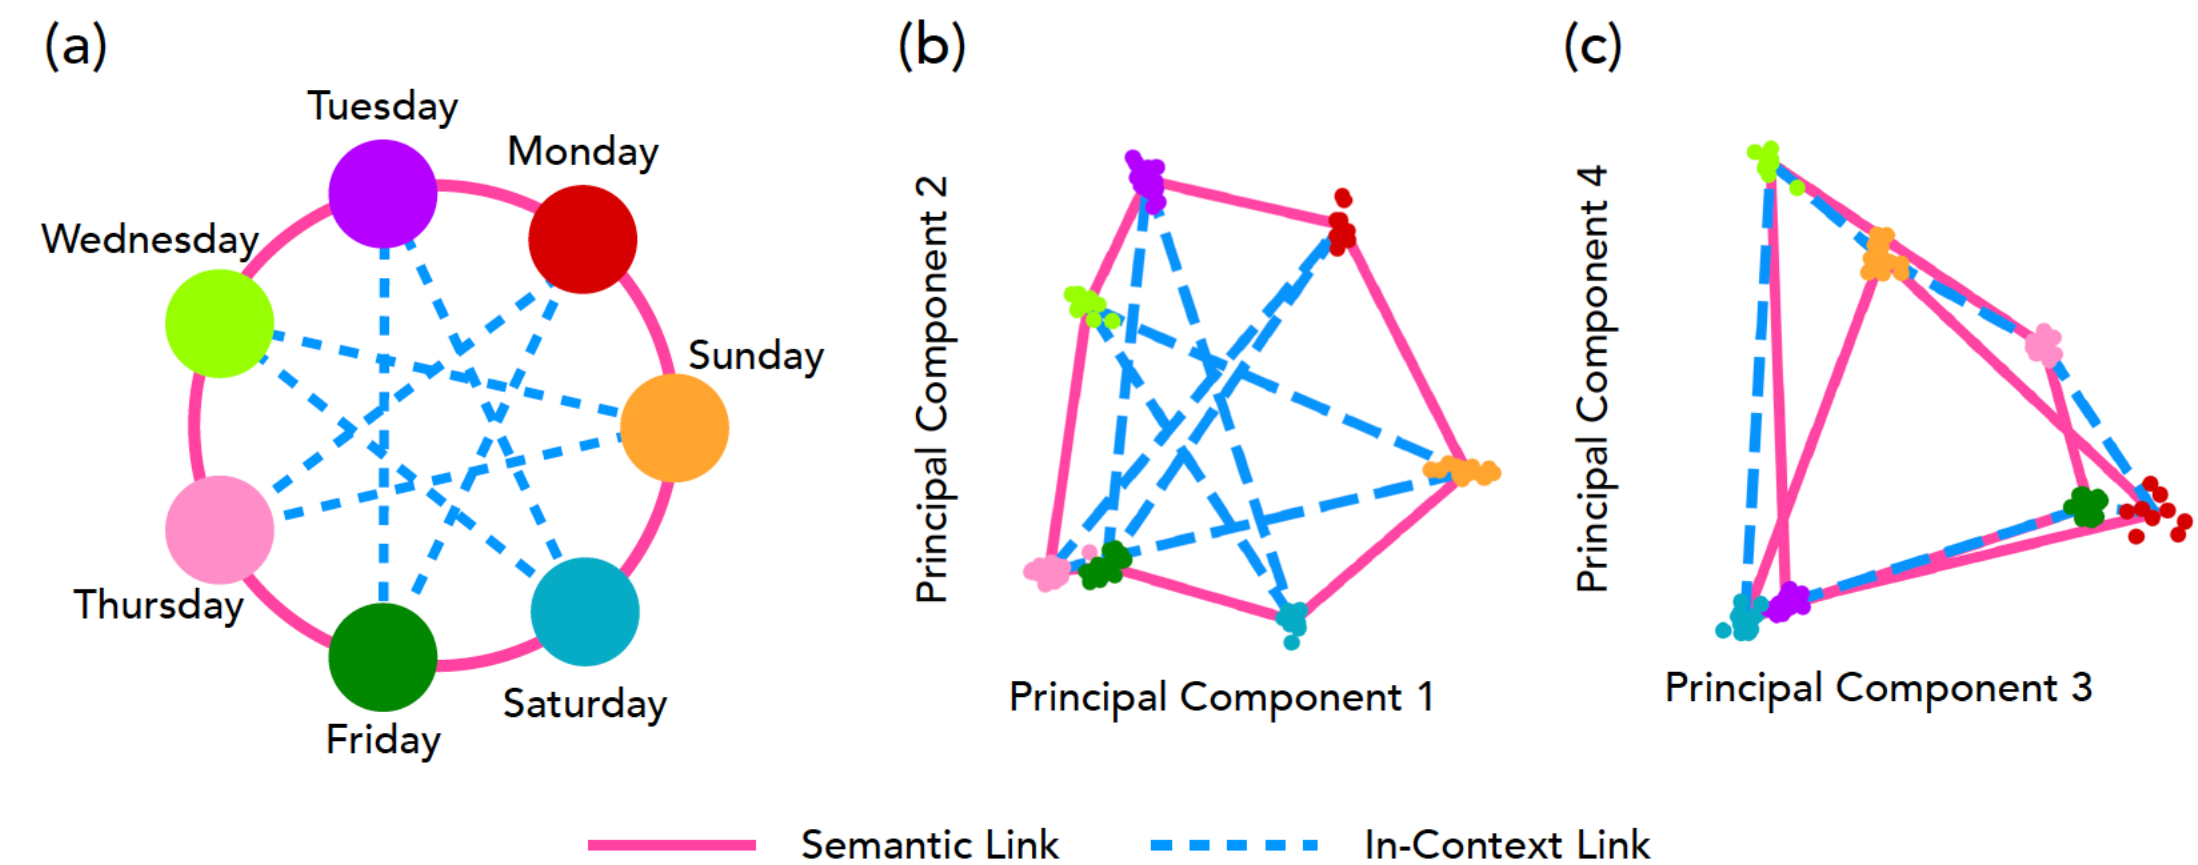 (a)
Tuesday
Monday
Wednesday
Sunday
Thursday
Saturday
Friday
(b)
Principal Component 2
Principal Component 1
(c)
Principal Component 4
Principal Component 3
Semantic Link
In-Context Link